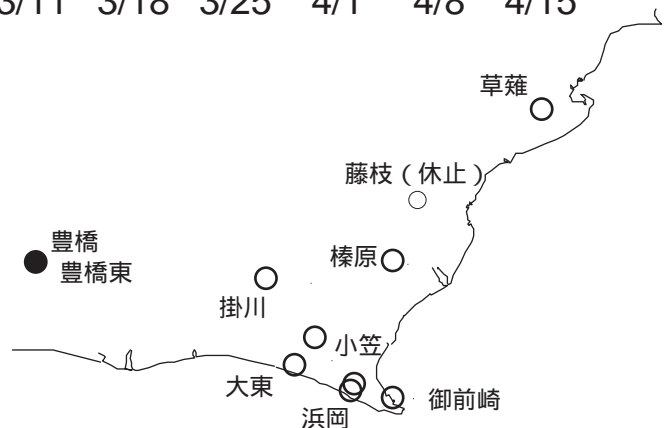 3/11 3/18 3/25 4/1 4/8 4/15
草薙
藤枝（休止）
豊橋
豊橋東
榛原
掛川
小笠
大東
御前崎
浜岡